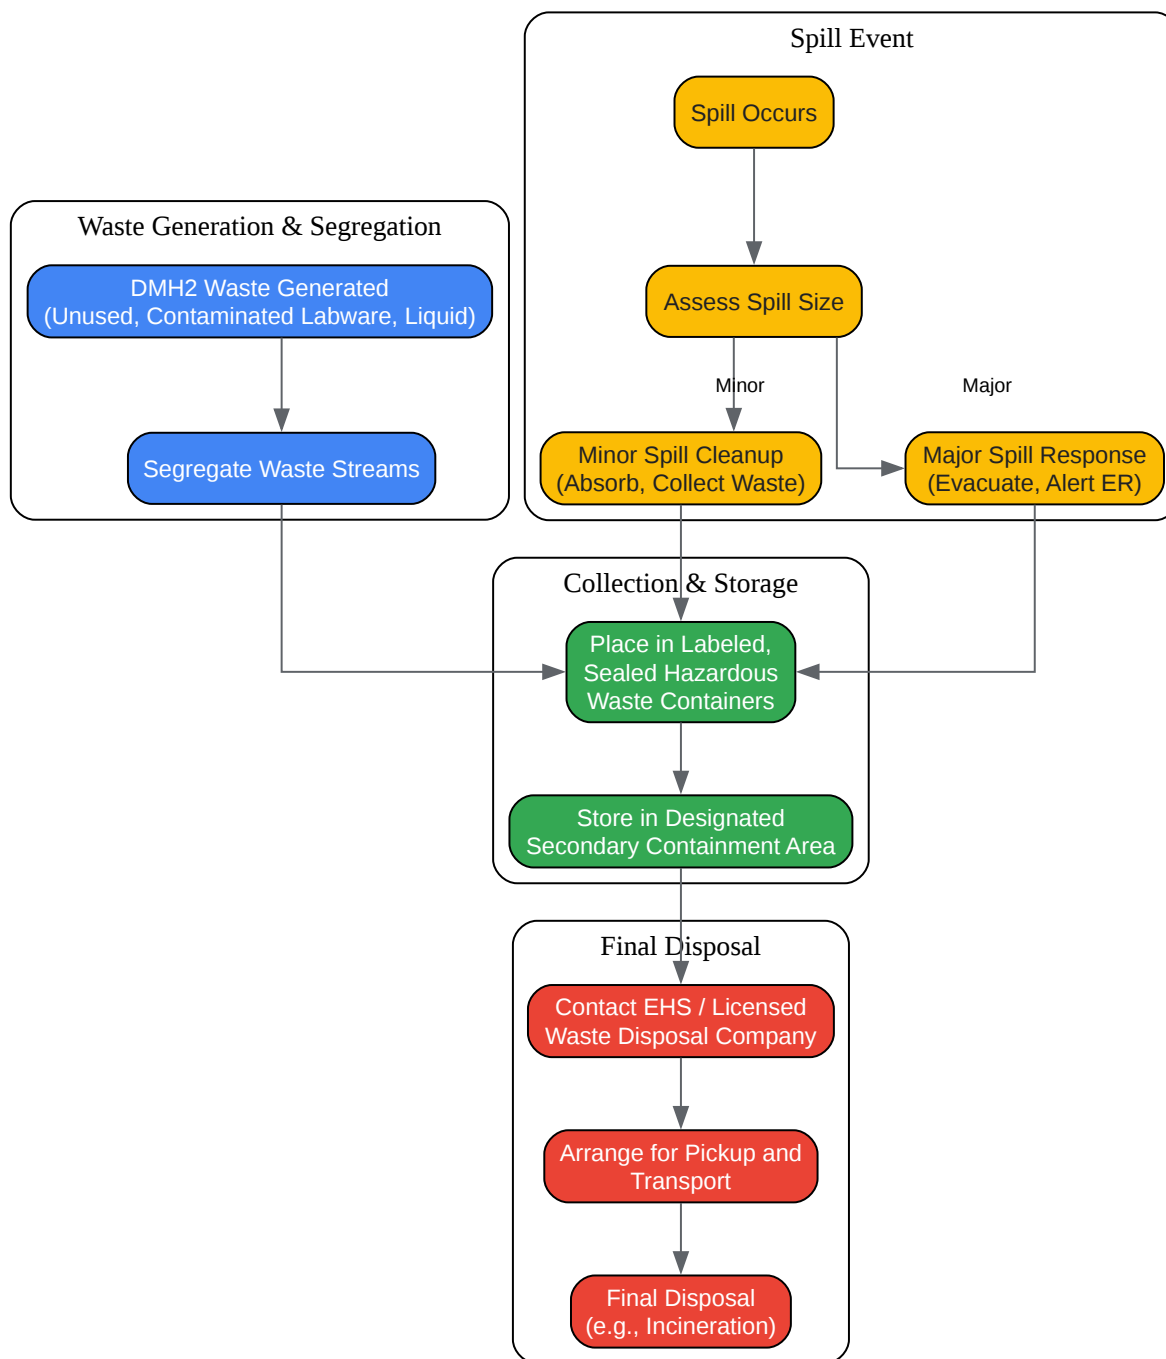 Spill Event
Spill Occurs
Assess Spill Size
Minor
Major
Minor Spill Cleanup
(Absorb, Collect Waste)
Major Spill Response
(Evacuate, Alert ER)
Waste Generation & Segregation
DMH2 Waste Generated
(Unused, Contaminated Labware, Liquid)
Segregate Waste Streams
Collection & Storage
Place in Labeled,
Sealed Hazardous
Waste Containers
Store in Designated
Secondary Containment Area
Final Disposal
Contact EHS / Licensed
Waste Disposal Company
Arrange for Pickup and
Transport
Final Disposal
(e.g., Incineration)